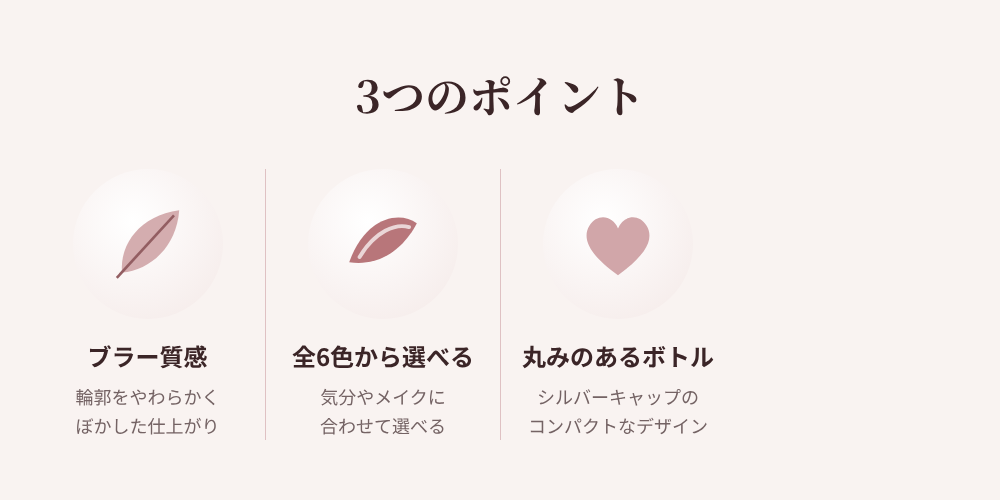 3つのポイント
ブラー質感
輪郭をやわらかく
ぼかした仕上がり
全6色から選べる
気分やメイクに
合わせて選べる
丸みのあるボトル
シルバーキャップの
コンパクトなデザイン